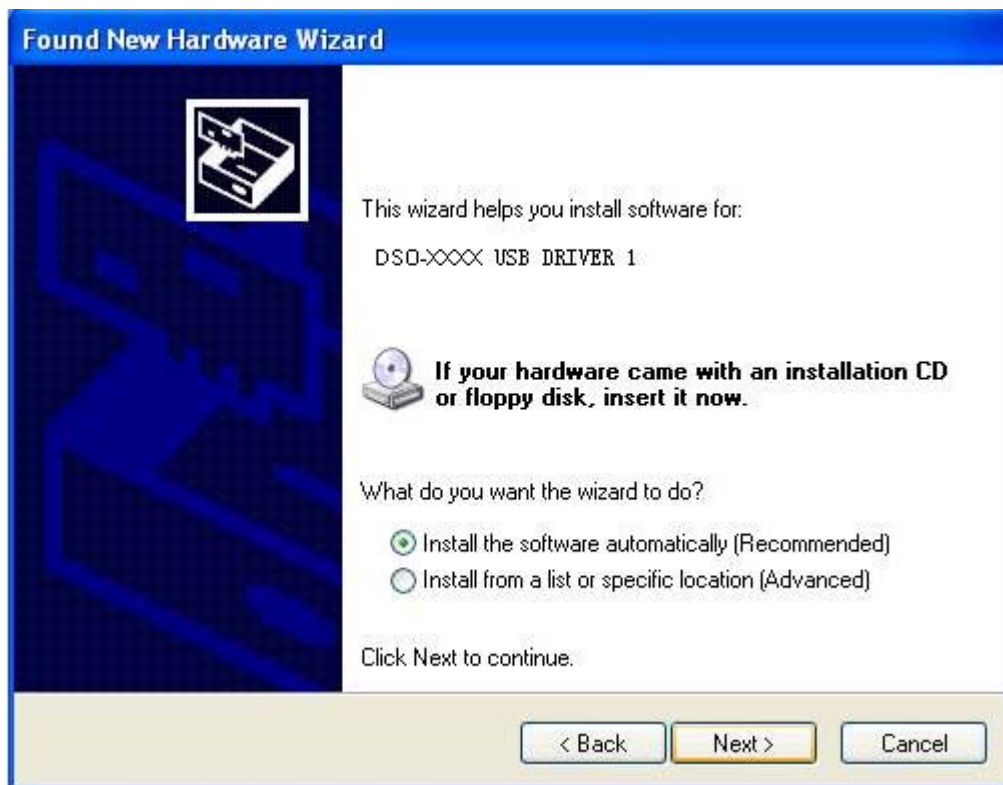 Found New Hardware Wizard
This wizard helps you install software for:
DSO-XXXX USB DRIVER 1
If your hardware came with an installation CD
or floppy disk, insert it now.
What do you want the wizard to do?
Install the software automatically (Recommended)
Install from a list or specific location (Advanced)
Click Next to continue.
< Back Next > Cancel